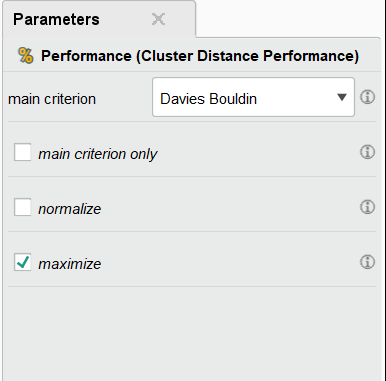 Parameters
Performance (Cluster Distance Performance)
main criterion Davies Bouldin
main criterion only
normalize
maximize